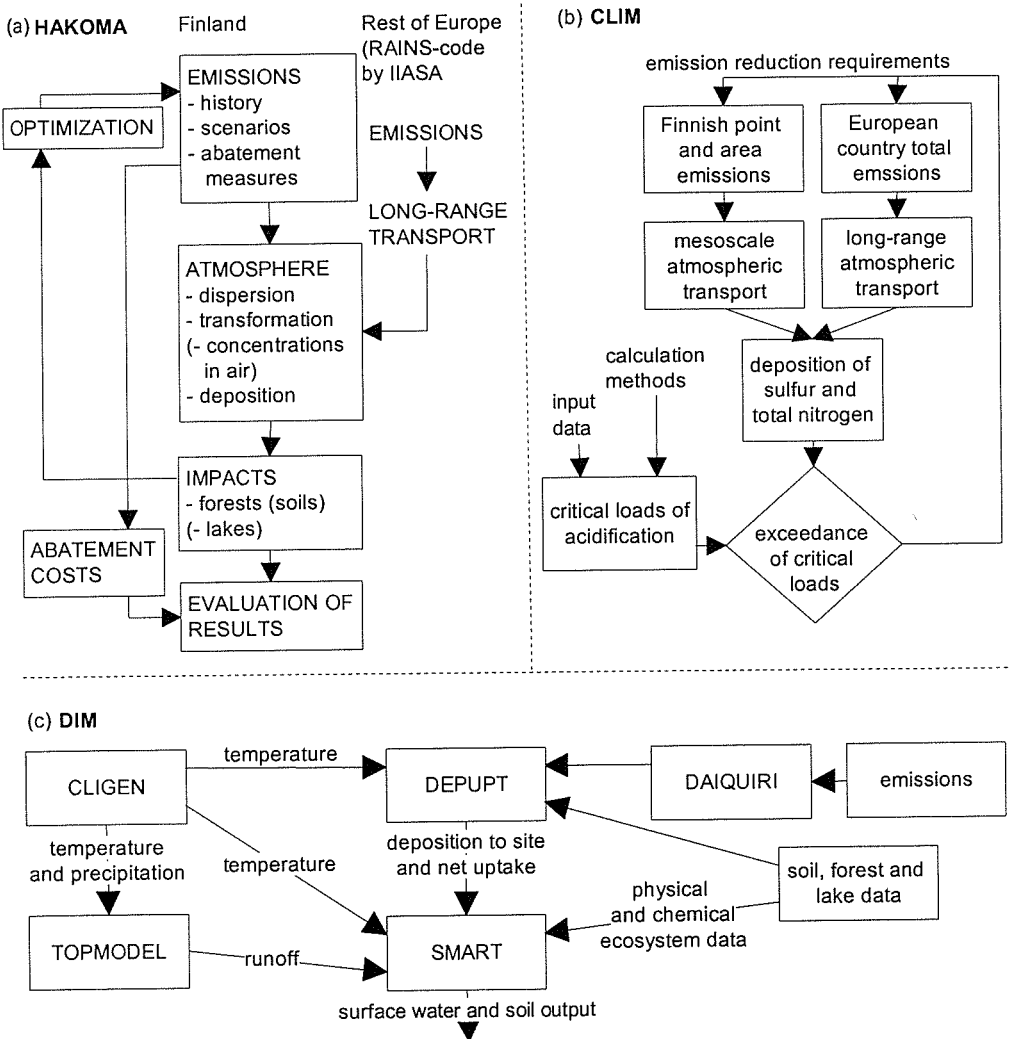 (a) HAKOMA
Finland
Rest of Europe
(RAINS-code
by IIASA
EMISSIONS
- history
- scenarios
- abatement
measures
OPTIMIZATION
EMISSIONS
LONG-RANGE
TRANSPORT
ATMOSPHERE
- dispersion
- transformation
(- concentrations
in air)
- deposition
IMPACTS
- forests (soils)
(- lakes)
ABATEMENT
COSTS
EVALUATION OF
RESULTS
(b) CLIM
emission reduction requirements
Finnish point
and area
emissions
European
country total
emssions
mesoscale
atmospheric
transport
long-range
atmospheric
transport
deposition of
sulfur and
total nitrogen
calculation
methods
input
data
critical loads of
acidification
exceedance
of critical
loads
(c) DIM
CLIGEN
temperature
DEPUPT
DAIQUIRI
emissions
temperature
and precipitation
temperature
deposition to site
and net uptake
soil, forest and
lake data
physical
and chemical
ecosystem data
TOPMODEL
runoff
SMART
surface water and soil output